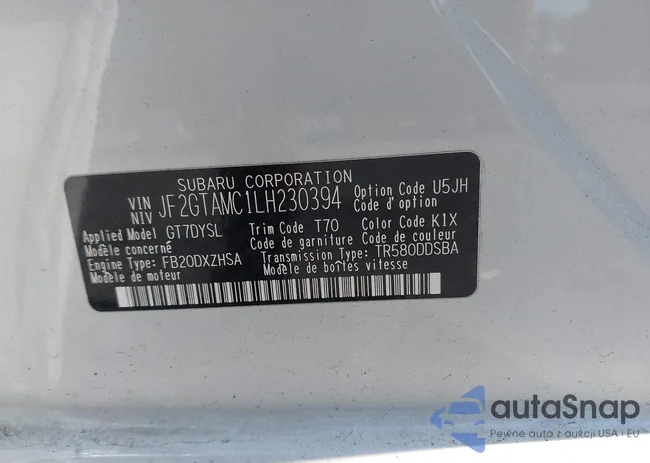 SUBARU CORPORATION
VIN NIV JF2GTAMC1LH230394 Option Code U5JH
Code d'option
Applied Model GT7DYSL Trim Code T70 Color Code K1X
Modèle concerné Code de garniture Code de couleur
Engine Type: FB20DXZHSA Transmission Type: TR580DDSBA
Modèle de moteur Modèle de boîtes vitesse
autaSnap
Pewne auta z aukcji USA i EU